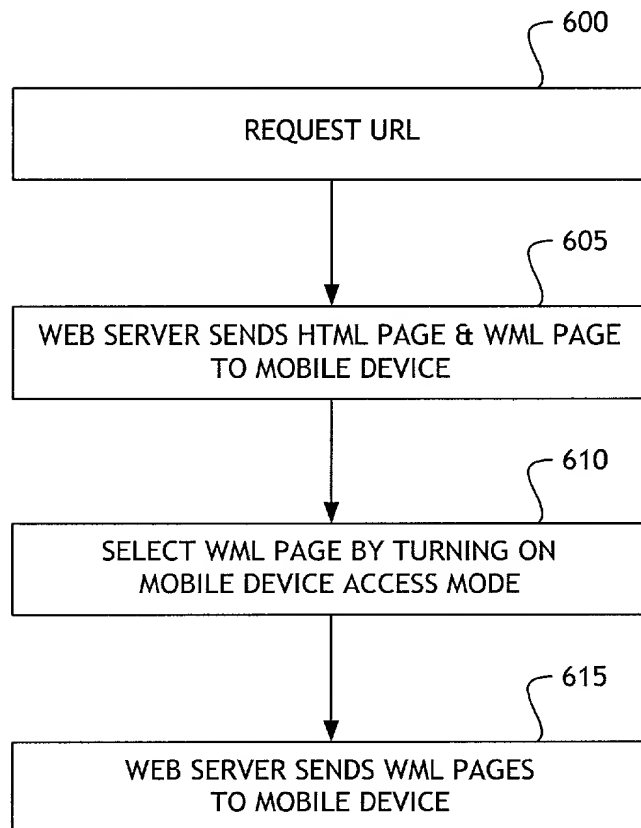 600
REQUEST URL
605
WEB SERVER SENDS HTML PAGE & WML PAGE
TO MOBILE DEVICE
610
SELECT WML PAGE BY TURNING ON
MOBILE DEVICE ACCESS MODE
615
WEB SERVER SENDS WML PAGES
TO MOBILE DEVICE